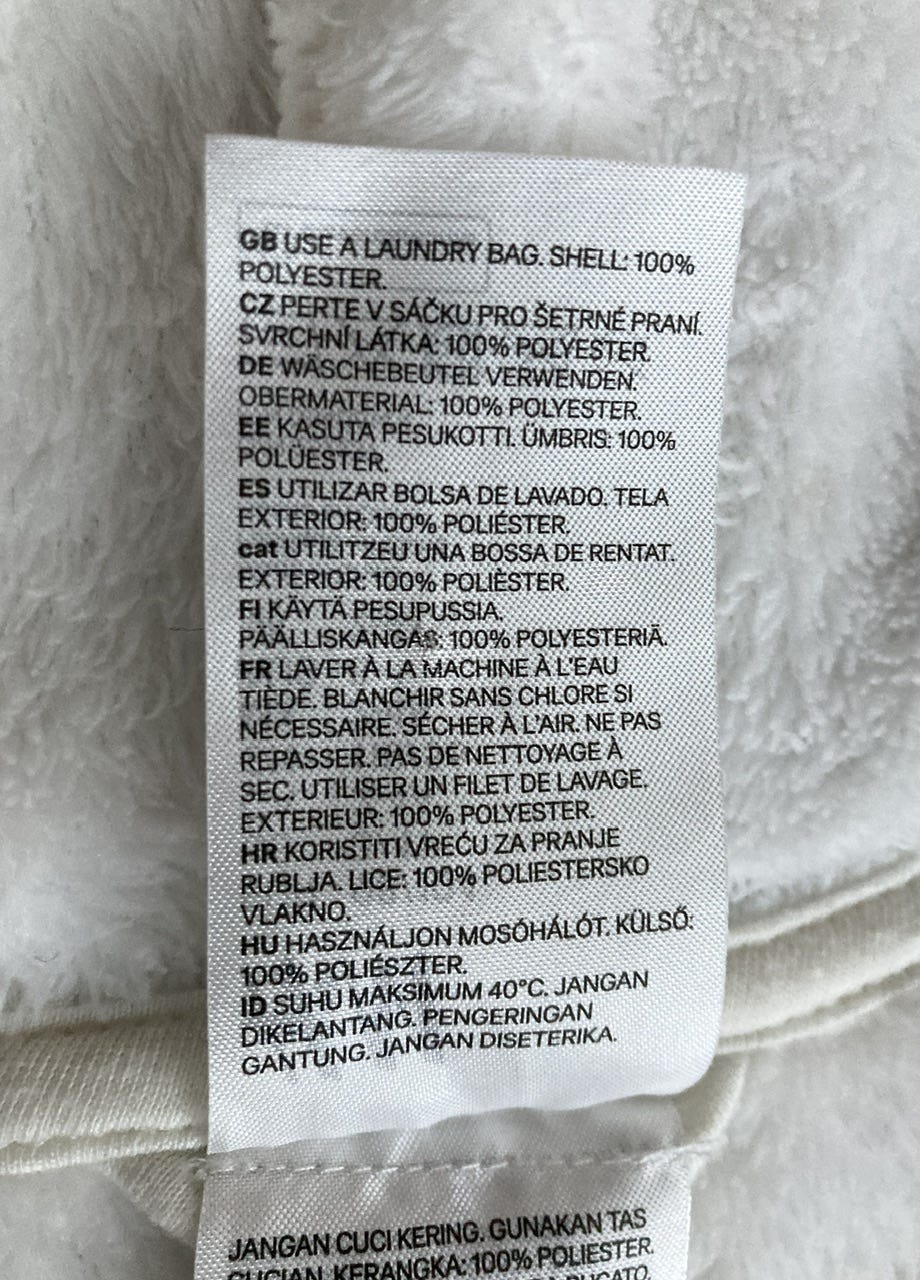 GB USE A LAUNDRY BAG. SHELL: 100%
POLYESTER.
CZ PERTE V SÁČKU PRO ŠETRNÉ PRANÍ.
SVRCHNÍ LÁTKA: 100% POLYESTER.
DE WÄSCHEBEUTEL VERWENDEN.
OBERMATERIAL: 100% POLYESTER.
EE KASUTA PESUKOTTI. ÜMBRIS: 100%
POLÜESTER.
ES UTILIZAR BOLSA DE LAVADO. TELA
EXTERIOR: 100% POLIÉSTER.
cat UTILITZEU UNA BOSSA DE RENTAT.
EXTERIOR: 100% POLIÈSTER.
FI KÄYTÄ PESUPUSSIA.
PÄÄLLISKANGAS: 100% POLYESTERIÄ.
FR LAVER À LA MACHINE À L'EAU
TIÈDE. BLANCHIR SANS CHLORE SI
NÉCESSAIRE. SÉCHER À L'AIR. NE PAS
REPASSER. PAS DE NETTOYAGE À
SEC. UTILISER UN FILET DE LAVAGE.
EXTERIEUR: 100% POLYESTER.
HR KORISTITI VREĆU ZA PRANJE
RUBLJA. LICE: 100% POLIESTERSKO
VLAKNO.
HU HASZNÁLJON MOSÓHÁLÓT. KÜLSŐ:
100% POLIÉSZTER.
ID SUHU MAKSIMUM 40°C. JANGAN
DIKELANTANG. PENGERINGAN
GANTUNG. JANGAN DISETERIKA.
JANGAN CUCI KERING. GUNAKAN TAS
CUCIAN. KERANGKA: 100% POLIESTER.
BUCATO.